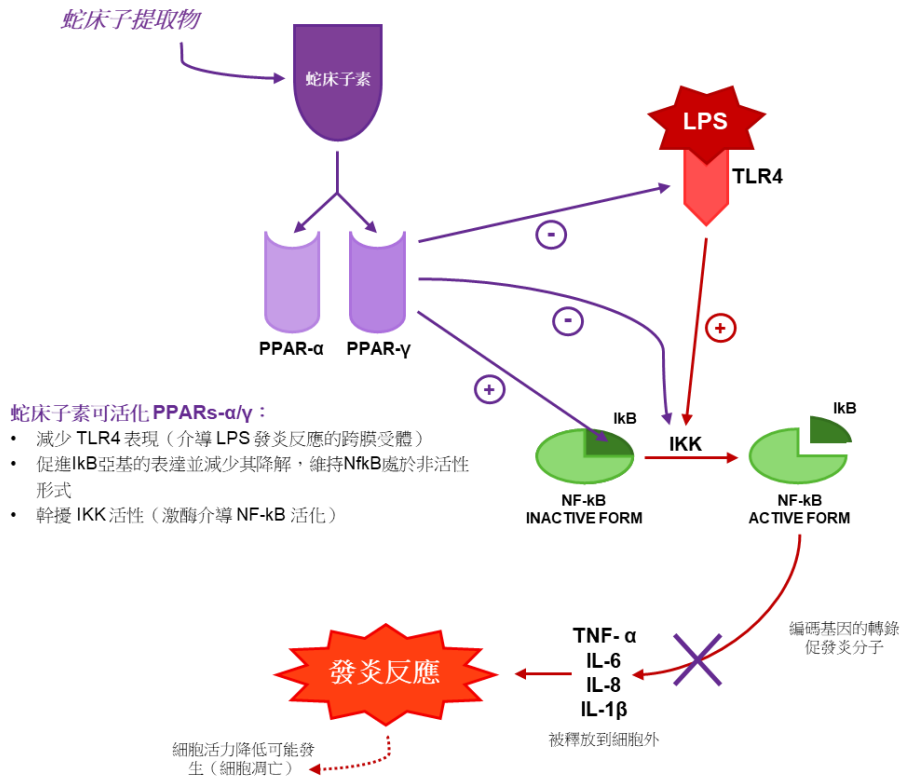 蛇床子提取物
蛇床子素
LPS
TLR4
-
-
+
+
PPAR-α
PPAR-γ
蛇床子素可活化 PPARs-α/γ：
• 減少 TLR4 表現（介導 LPS 發炎反應的跨膜受體）
• 促進IkB亞基的表達並減少其降解，維持NfkB處於非活性
形式
• 幹擾 IKK 活性（激酶介導 NF-kB 活化）
IkB
IKK
IkB
NF-kB
INACTIVE FORM
NF-kB
ACTIVE FORM
編碼基因的轉錄
促發炎分子
TNF- α
IL-6
IL-8
IL-1β
被釋放到細胞外
發炎反應
細胞活力降低可能發
生（細胞凋亡）